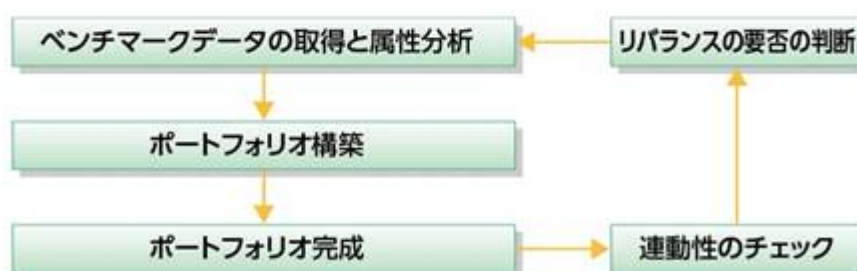 ベンチマークデータの取得と属性分析
リバランスの要否の判断
ポートフォリオ構築
ポートフォリオ完成
連動性のチェック